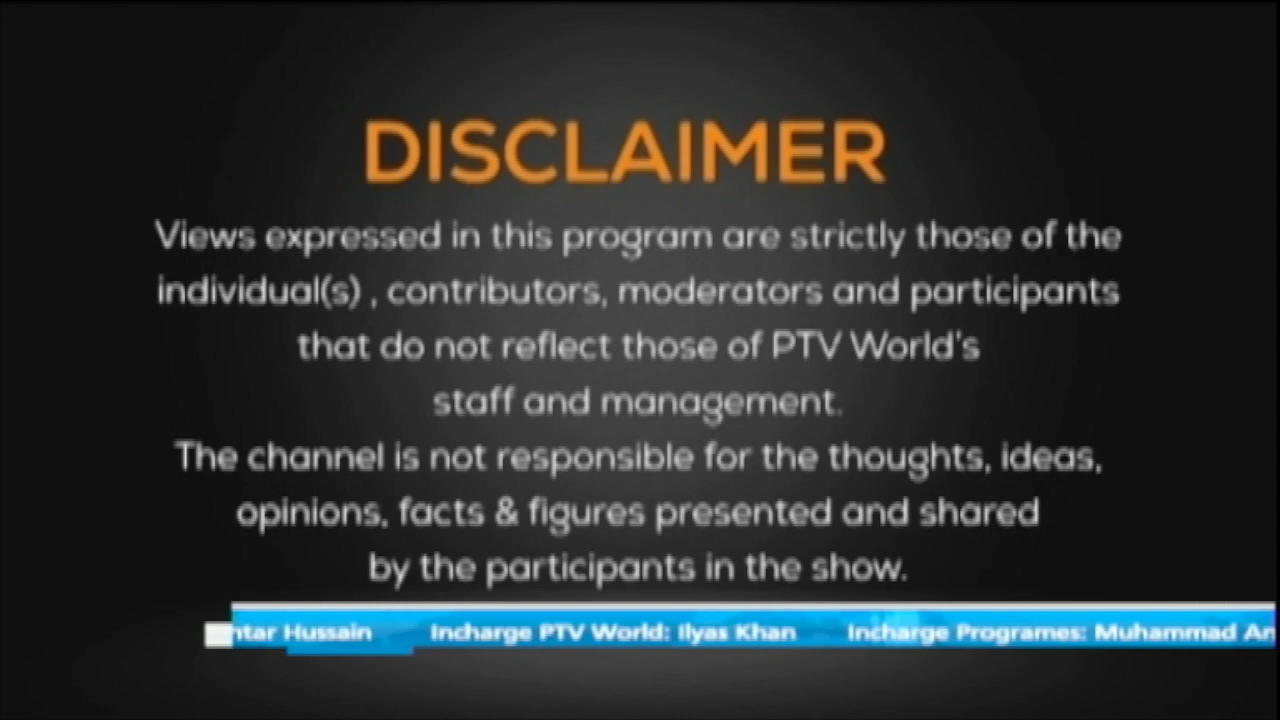 DISCLAIMER
Views expressed in this program are strictly those of the
individual(s) , contributors, moderators and participants
that do not reflect those of PTV World's
staff and management.
The channel is not responsible for the thoughts, ideas,
opinions, facts & figures presented and shared
by the participants in the show.
ntar Hussain Incharge PTV World: Ilyas Khan Incharge Programes: Muhammad An